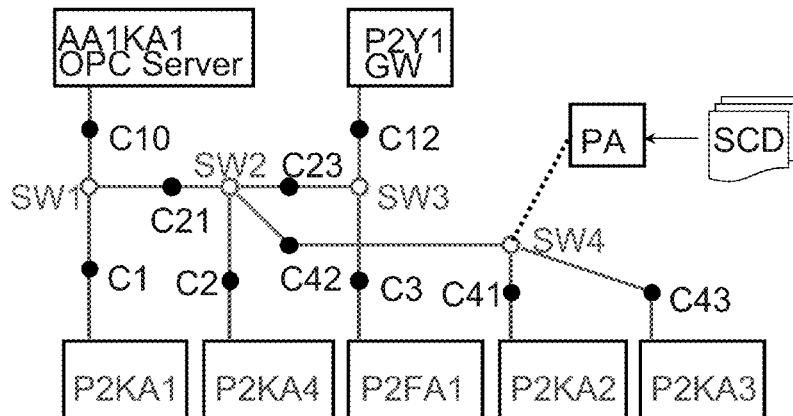 AA1KA1
OPC Server
P2Y1
GW
PA
SCD
C10
C12
SW1
SW2
C23
SW3
C21
SW4
C1
C2
C42
C3
C41
C43
P2KA1
P2KA4
P2FA1
P2KA2
P2KA3